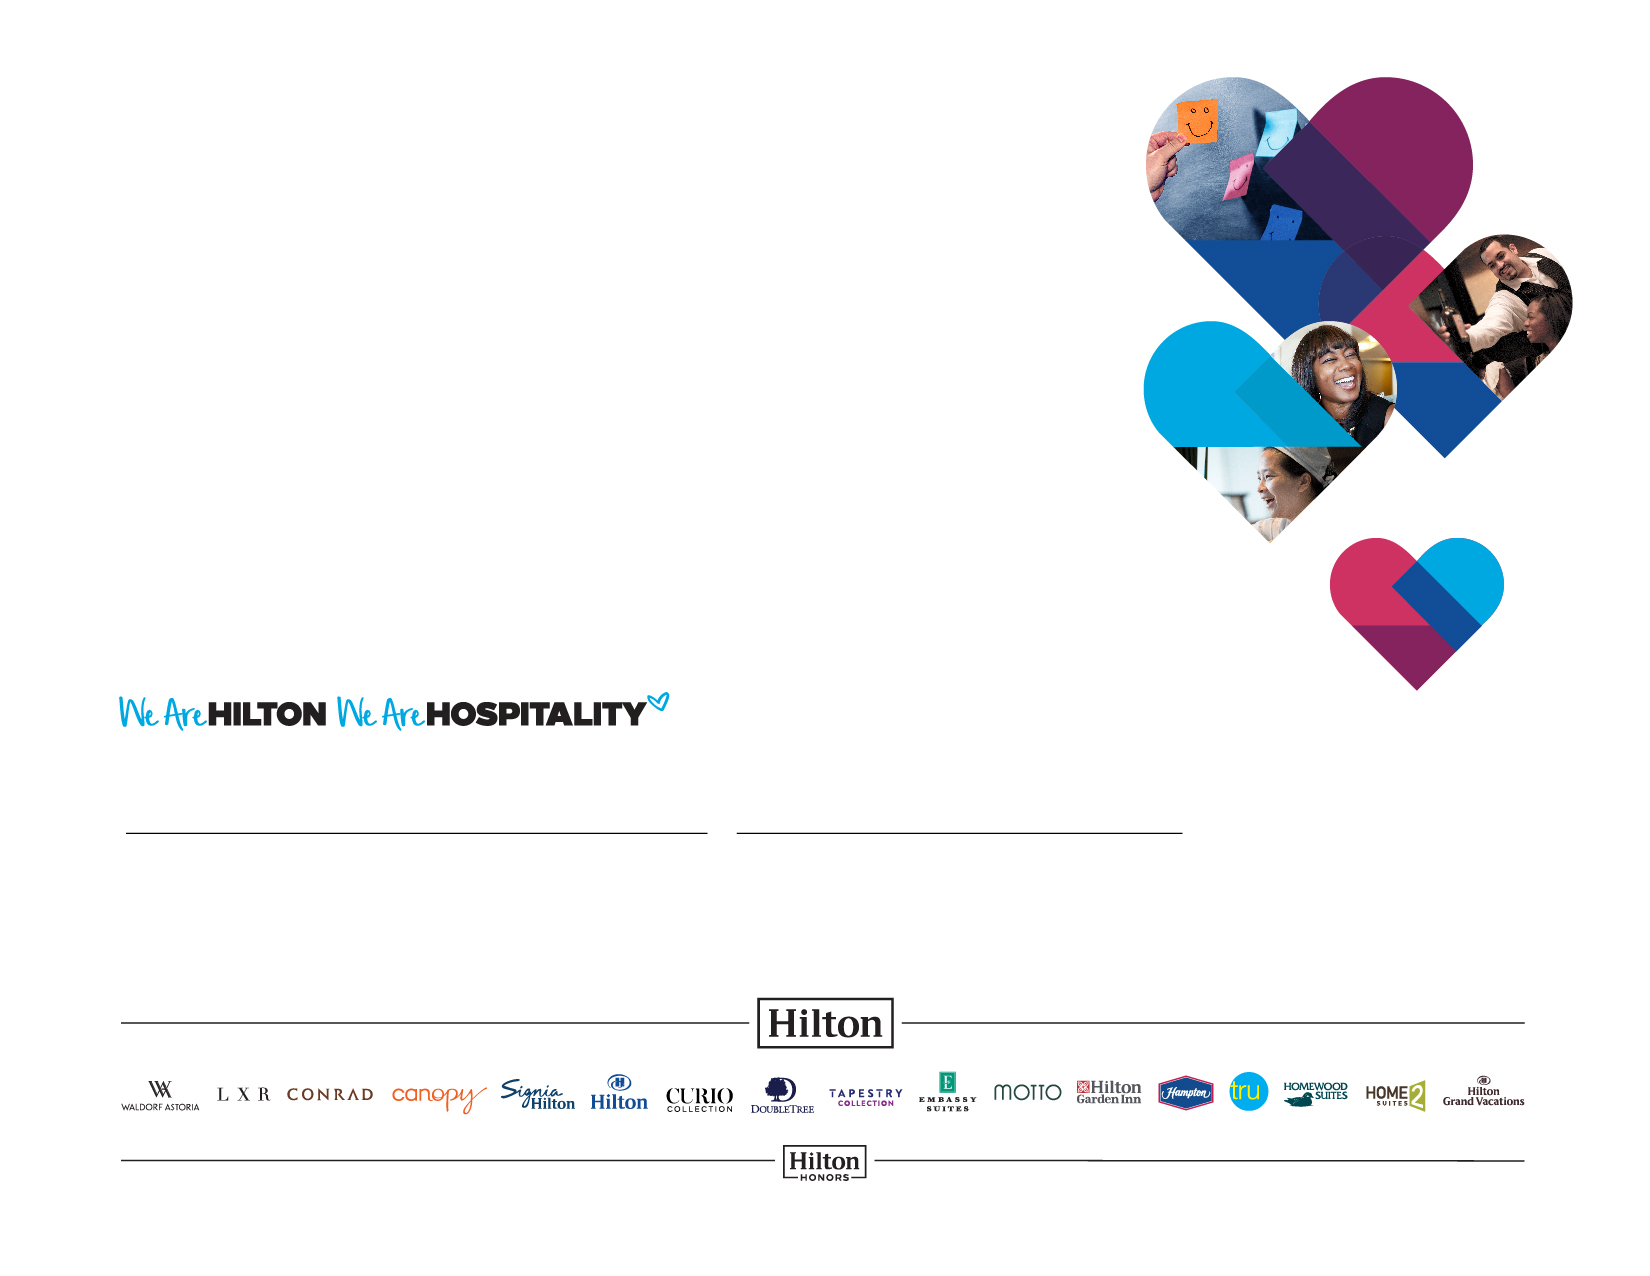 We Are HILTON We Are HOSPITALITY
Hilton
WALDORF ASTORIA
LXR
CONRAD
canopy
Signia
Hilton
H
Hilton
CURIO
COLLECTION
D
DOUBLETREE
TAPESTRY
COLLECTION
E
EMBASSY
SUITES
MOTTO
Hilton
Garden Inn
Hampton
tru
HOMEWOOD
SUITES
HOME2
SUITES
Hilton
Grand Vacations
Hilton
HONORS